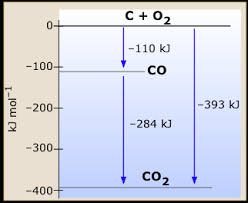 C + O₂
0
–110 kJ
–100
CO
kJ mol⁻¹
–200
–393 kJ
–284 kJ
–300
CO₂
–400